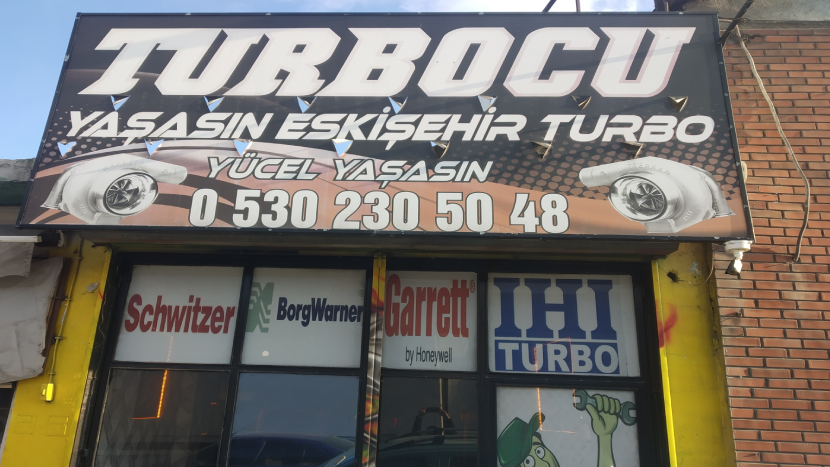 TURBOCU
YAŞASIN ESKİŞEHİR TURBO
YÜCEL YAŞASIN
0 530 230 50 48
Schwitzer
BorgWarner
Garrett®
by Honeywell
IHI
TURBO